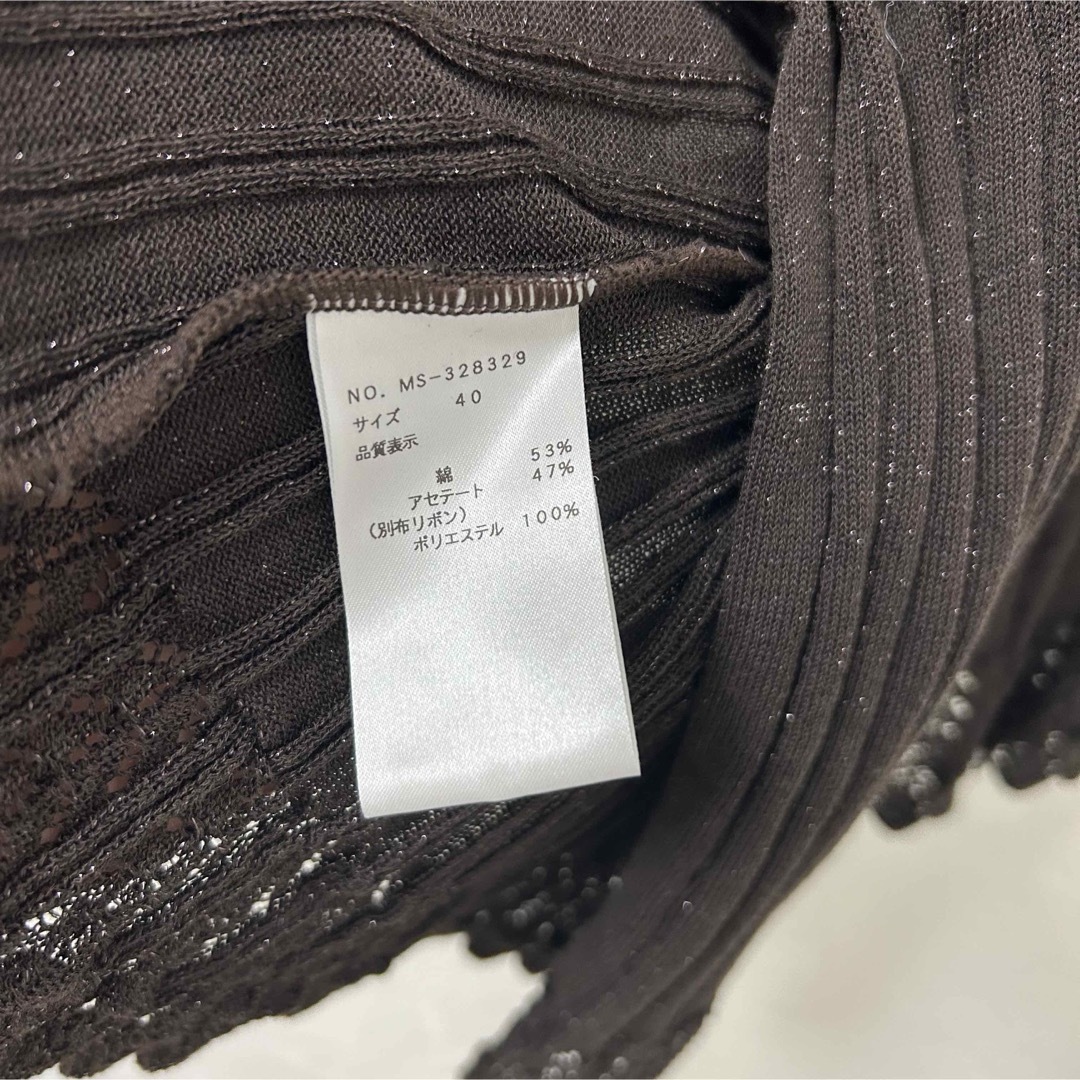 NO. MS-328329
サイズ 40
品質表示
綿 53%
アセテート 47%
(別布リボン)
ポリエステル 100%